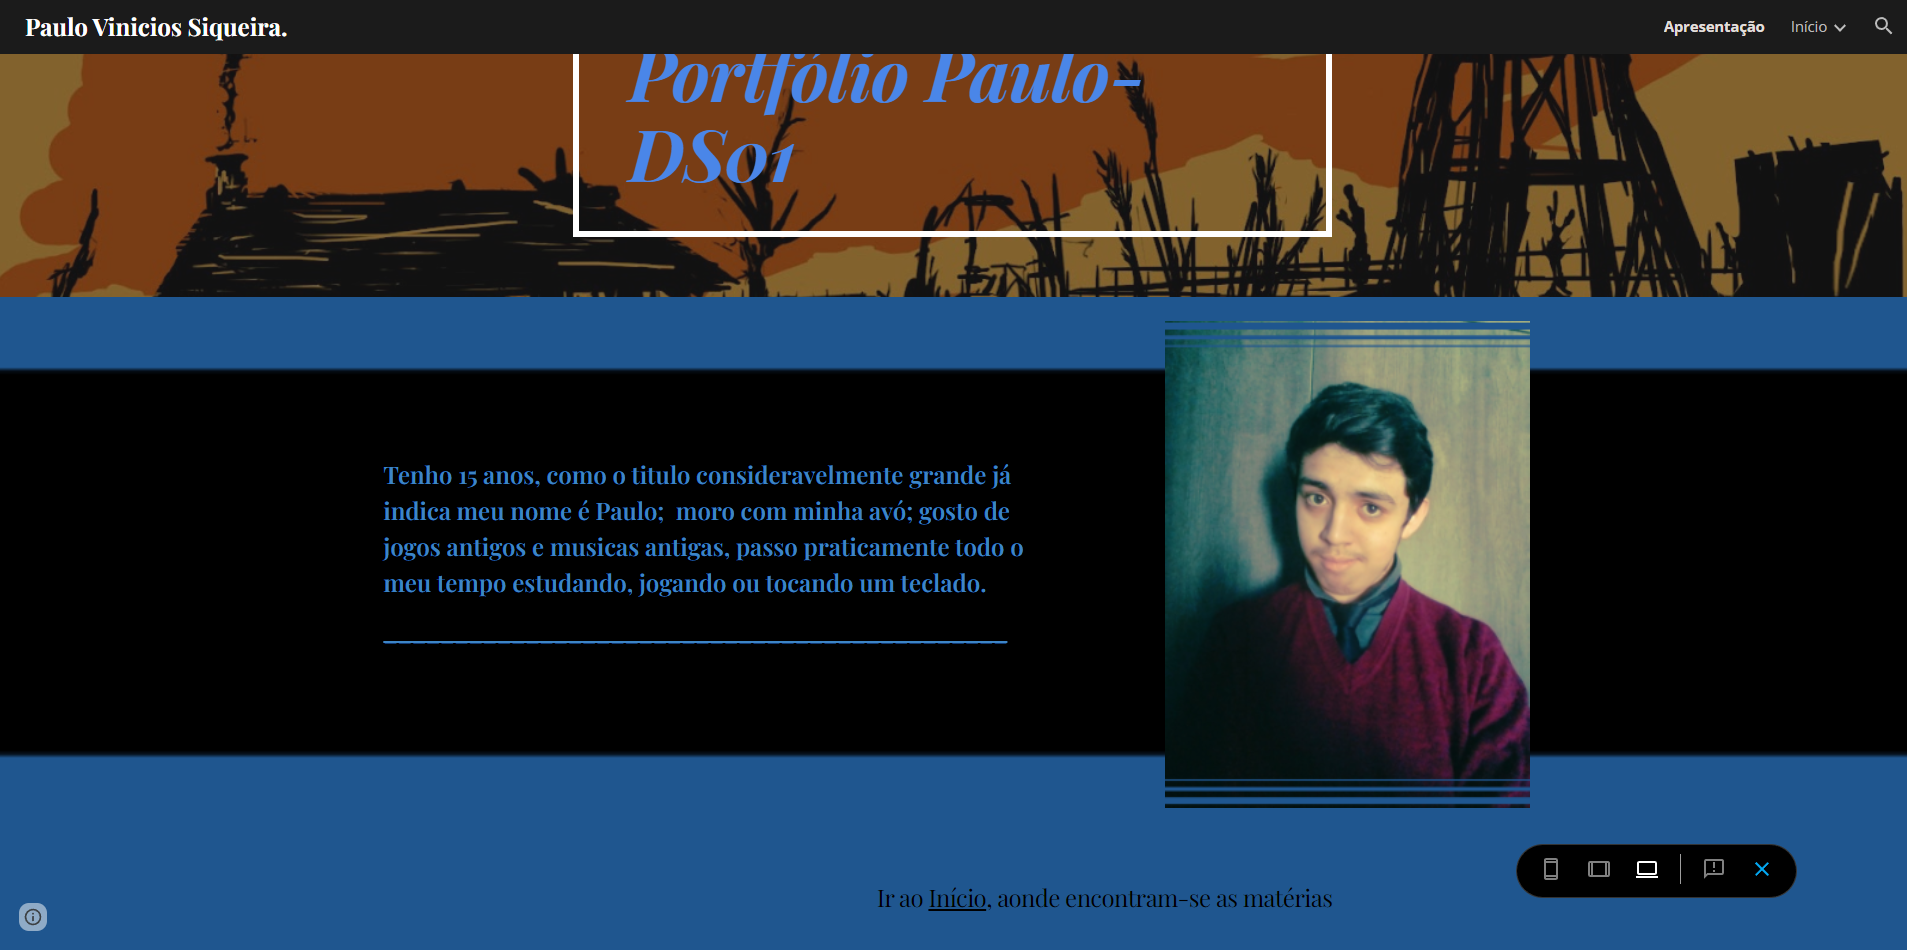 Paulo Vinicios Siqueira.
Apresentação
Início
Portfólio Paulo-
DS01
Tenho 15 anos, como o titulo consideravelmente grande já
indica meu nome é Paulo;  moro com minha avó; gosto de
jogos antigos e musicas antigas, passo praticamente todo o
meu tempo estudando, jogando ou tocando um teclado.
Ir ao Início, aonde encontram-se as matérias